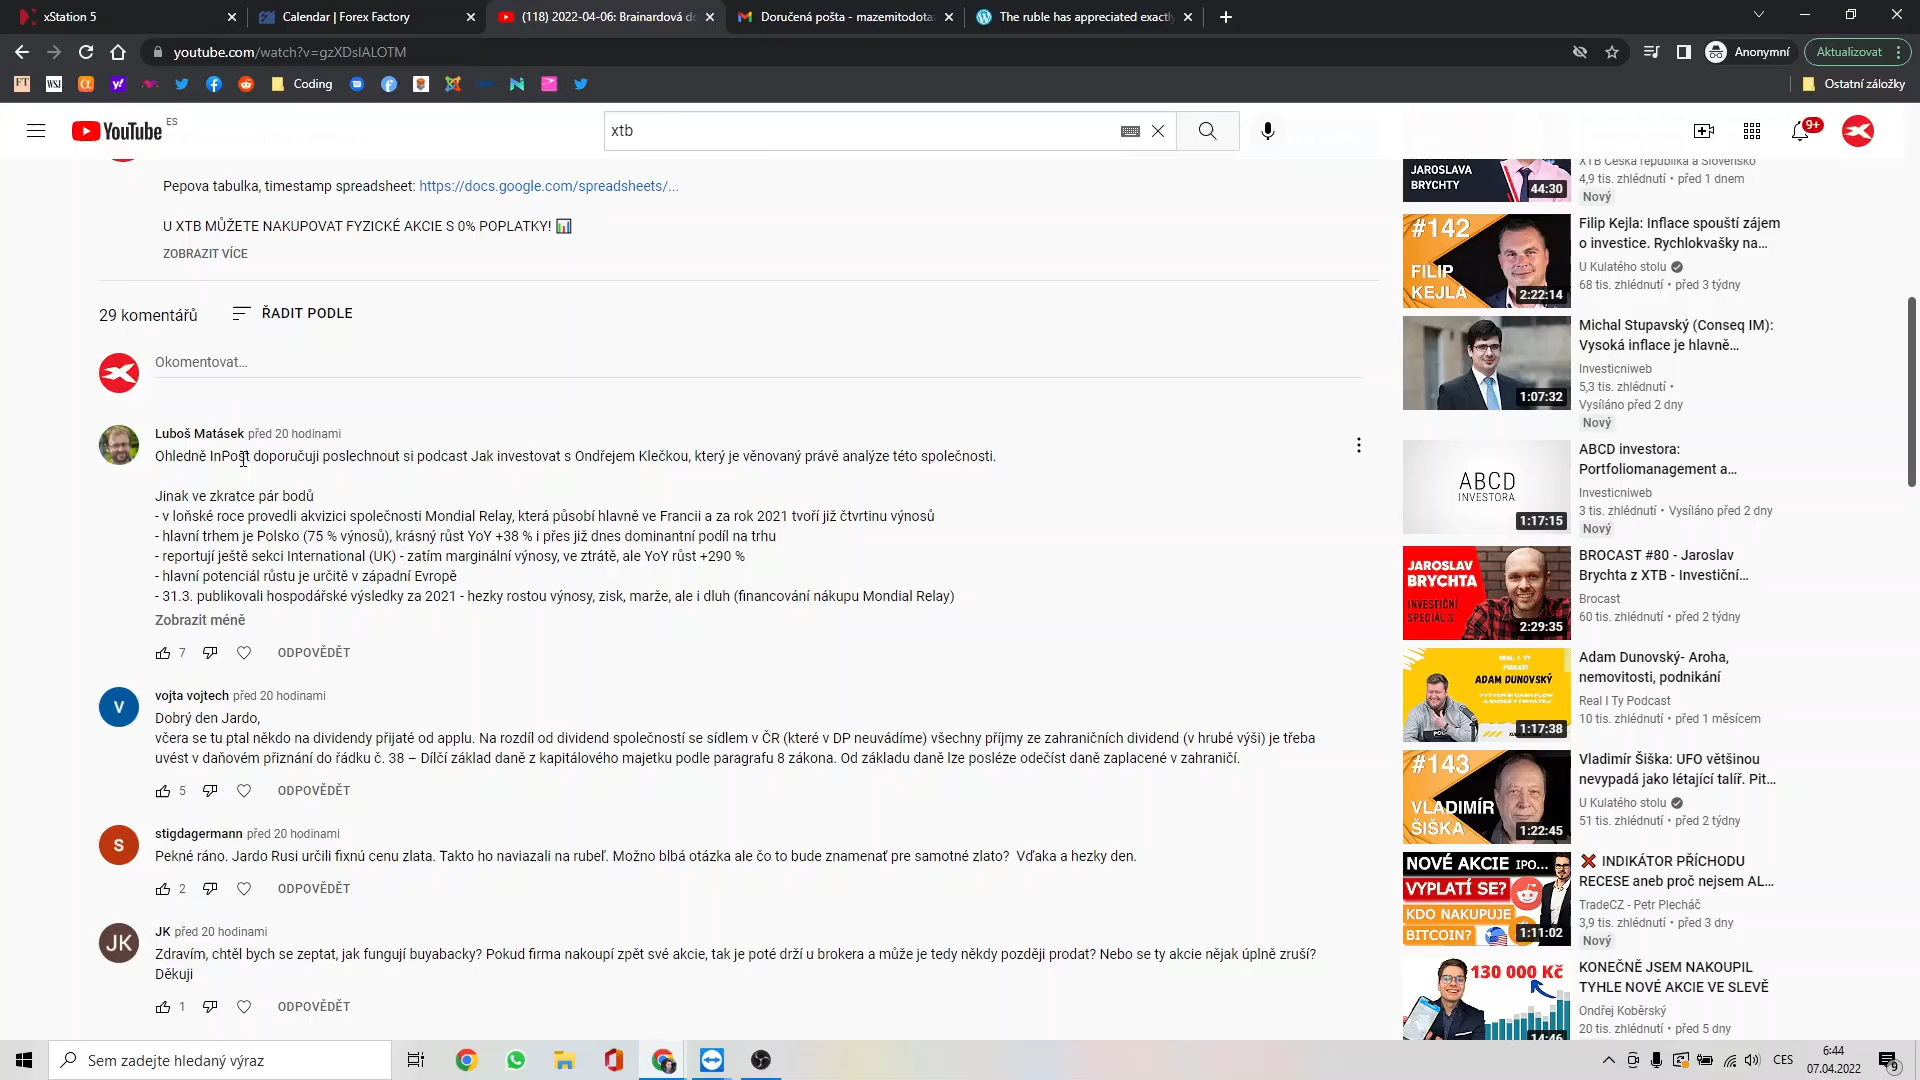 xStation 5
Calendar | Forex Factory
(118) 2022-04-06: Brainardová do
Doručená pošta - mazemitodota
The ruble has appreciated exactly
youtube.com/watch?v=gzXDsIALOTM
Anonymní
Aktualizovat
FT
WSJ
Coding
Ostatní záložky
YouTube ES
xtb
9+
Pepova tabulka, timestamp spreadsheet: https://docs.google.com/spreadsheets/...
U XTB MŮŽETE NAKUPOVAT FYZICKÉ AKCIE S 0% POPLATKY! 📊
ZOBRAZIT VÍCE
29 komentářů
ŘADIT PODLE
Okomentovat...
Luboš Matásek před 20 hodinami
Ohledně InPost doporučuji poslechnout si podcast Jak investovat s Ondřejem Klečkou, který je věnovaný právě analýze této společnosti.
Jinak ve zkratce pár bodů
- v loňské roce provedli akvizici společnosti Mondial Relay, která působí hlavně ve Francii a za rok 2021 tvoří již čtvrtinu výnosů
- hlavní trhem je Polsko (75 % výnosů), krásný růst YoY +38 % i přes již dnes dominantní podíl na trhu
- reportují ještě sekci International (UK) - zatím marginální výnosy, ve ztrátě, ale YoY růst +290 %
- hlavní potenciál růstu je určitě v západní Evropě
- 31.3. publikovali hospodářské výsledky za 2021 - hezky rostou výnosy, zisk, marže, ale i dluh (financování nákupu Mondial Relay)
Zobrazit méně
7
ODPOVĚDĚT
V
vojta vojtech před 20 hodinami
Dobrý den Jardo,
včera se tu ptal někdo na dividendy přijaté od applu. Na rozdíl od dividend společností se sídlem v ČR (které v DP neuvádíme) všechny příjmy ze zahraničních dividend (v hrubé výši) je třeba
uvést v daňovém přiznání do řádku č. 38 – Dílčí základ daně z kapitálového majetku podle paragrafu 8 zákona. Od základu daně lze posléze odečíst daně zaplacené v zahraničí.
5
ODPOVĚDĚT
S
stigdagermann před 20 hodinami
Pekné ráno. Jardo Rusi určili fixnú cenu zlata. Takto ho naviazali na rubeľ. Možno blbá otázka ale čo to bude znamenať pre samotné zlato? Vďaka a hezky den.
2
ODPOVĚDĚT
JK
JK před 20 hodinami
Zdravím, chtěl bych se zeptat, jak fungují buyabacky? Pokud firma nakoupí zpět své akcie, tak je poté drží u brokera a může je tedy někdy později prodat? Nebo se ty akcie nějak úplně zruší?
Děkuji
1
ODPOVĚDĚT
JAROSLAVA
BRYCHTY
44:30
XTB Česká republika a Slovensko
4,9 tis. zhlédnutí • před 1 dnem
Nový
#142
FILIP
KEJLA
2:22:14
Filip Kejla: Inflace spouští zájem
o investice. Rychlokvašky na...
U Kulatého stolu
68 tis. zhlédnutí • před 3 týdny
1:07:32
Michal Stupavský (Conseq IM):
Vysoká inflace je hlavně...
Investicniweb
5,3 tis. zhlédnutí •
Vysíláno před 2 dny
Nový
ABCD
INVESTORA
1:17:15
ABCD investora:
Portfoliomanagement a...
Investicniweb
3 tis. zhlédnutí • Vysíláno před 2 dny
Nový
JAROSLAV
BRYCHTA
INVESTIČNÍ
SPECIÁL 3
2:29:35
BROCAST #80 - Jaroslav
Brychta z XTB - Investiční...
Brocast
60 tis. zhlédnutí • před 2 týdny
REAL I TY
PODCAST
ADAM DUNOVSKÝ
1:17:38
Adam Dunovský- Aroha,
nemovitosti, podnikání
Real I Ty Podcast
10 tis. zhlédnutí • před 1 měsícem
#143
VLADIMÍR
ŠIŠKA
1:22:45
Vladimír Šiška: UFO většinou
nevypadá jako létající talíř. Pit...
U Kulatého stolu
51 tis. zhlédnutí • před 2 týdny
NOVÉ AKCIE IPO...
VYPLATÍ SE?
KDO NAKUPUJE
BITCOIN?
1:11:02
❌ INDIKÁTOR PŘÍCHODU
RECESE aneb proč nejsem AL...
TradeCZ - Petr Plecháč
3,9 tis. zhlédnutí • před 3 dny
Nový
130 000 Kč
14:46
KONEČNĚ JSEM NAKOUPIL
TYHLE NOVÉ AKCIE VE SLEVĚ
Ondřej Koběrský
20 tis. zhlédnutí • před 5 dny
Sem zadejte hledaný výraz
CES
6:44
07.04.2022
9